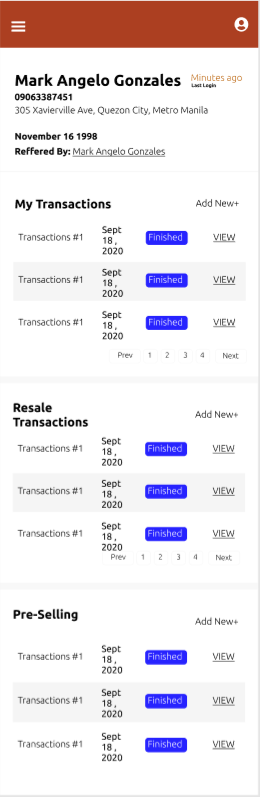 Mark Angelo Gonzales Minutes ago
Last Login
09063387451
305 Xavierville Ave, Quezon City, Metro Manila
November 16 1998
Reffered By: Mark Angelo Gonzales
My Transactions Add New+
Transactions #1 Sept 18 , 2020 Finished VIEW
Transactions #1 Sept 18 , 2020 Finished VIEW
Transactions #1 Sept 18 , 2020 Finished VIEW
Prev 1 2 3 4 Next
Resale Transactions Add New+
Transactions #1 Sept 18 , 2020 Finished VIEW
Transactions #1 Sept 18 , 2020 Finished VIEW
Transactions #1 Sept 18 , 2020 Finished VIEW
Prev 1 2 3 4 Next
Pre-Selling Add New+
Transactions #1 Sept 18 , 2020 Finished VIEW
Transactions #1 Sept 18 , 2020 Finished VIEW
Transactions #1 Sept 18 , 2020 Finished VIEW